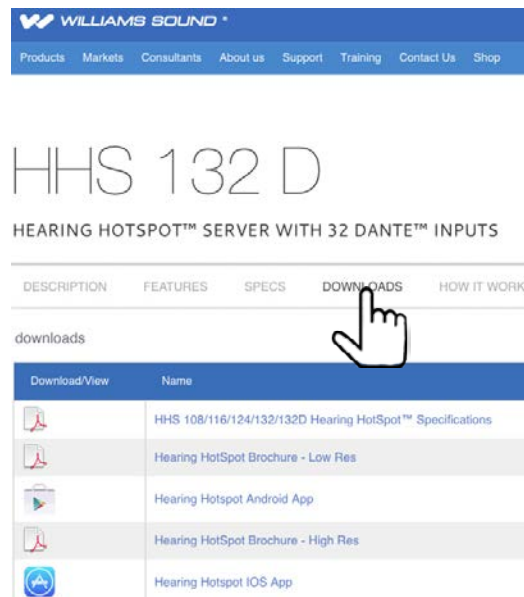 WILLIAMS SOUND ®
Products Markets Consultants About us Support Training Contact Us Shop
HHS 132 D
HEARING HOTSPOT™ SERVER WITH 32 DANTE™ INPUTS
DESCRIPTION FEATURES SPECS DOWNLOADS HOW IT WORK
downloads
Download/View Name
HHS 108/116/124/132/132D Hearing HotSpot™ Specifications
Hearing HotSpot Brochure - Low Res
Hearing Hotspot Android App
Hearing HotSpot Brochure - High Res
Hearing Hotspot IOS App